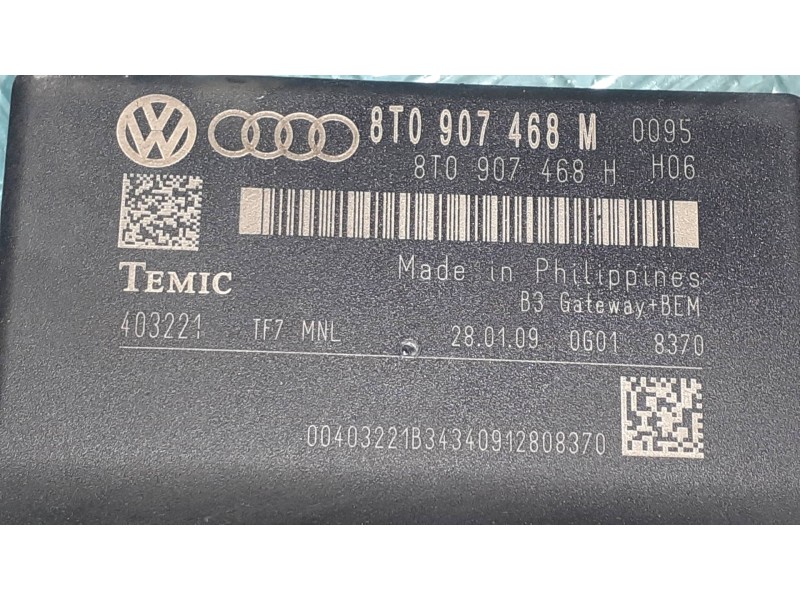 8T0 907 468 M 0095
8T0 907 468 H H06
TEMIC
Made in Philippines
B3 Gateway+BEM
403221 TF7 MNL 28.01.09 0G01 8370
00403221B34340912808370